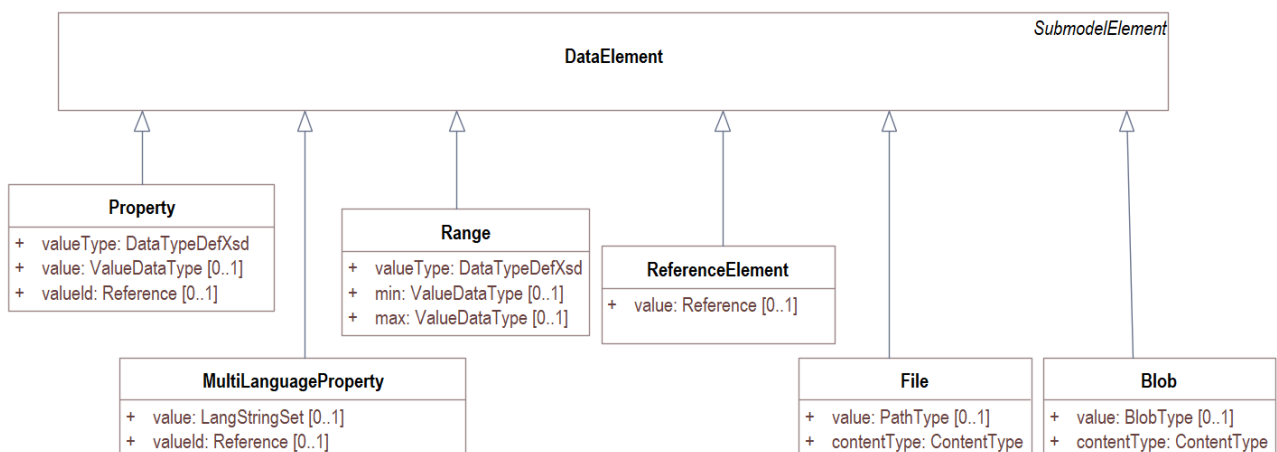 SubmodelElement
DataElement
Property
+ valueType: DataTypeDefXsd
+ value: ValueDataType [0..1]
+ valueId: Reference [0..1]
Range
+ valueType: DataTypeDefXsd
+ min: ValueDataType [0..1]
+ max: ValueDataType [0..1]
ReferenceElement
+ value: Reference [0..1]
MultiLanguageProperty
+ value: LangStringSet [0..1]
+ valueId: Reference [0..1]
File
+ value: PathType [0..1]
+ contentType: ContentType
Blob
+ value: BlobType [0..1]
+ contentType: ContentType